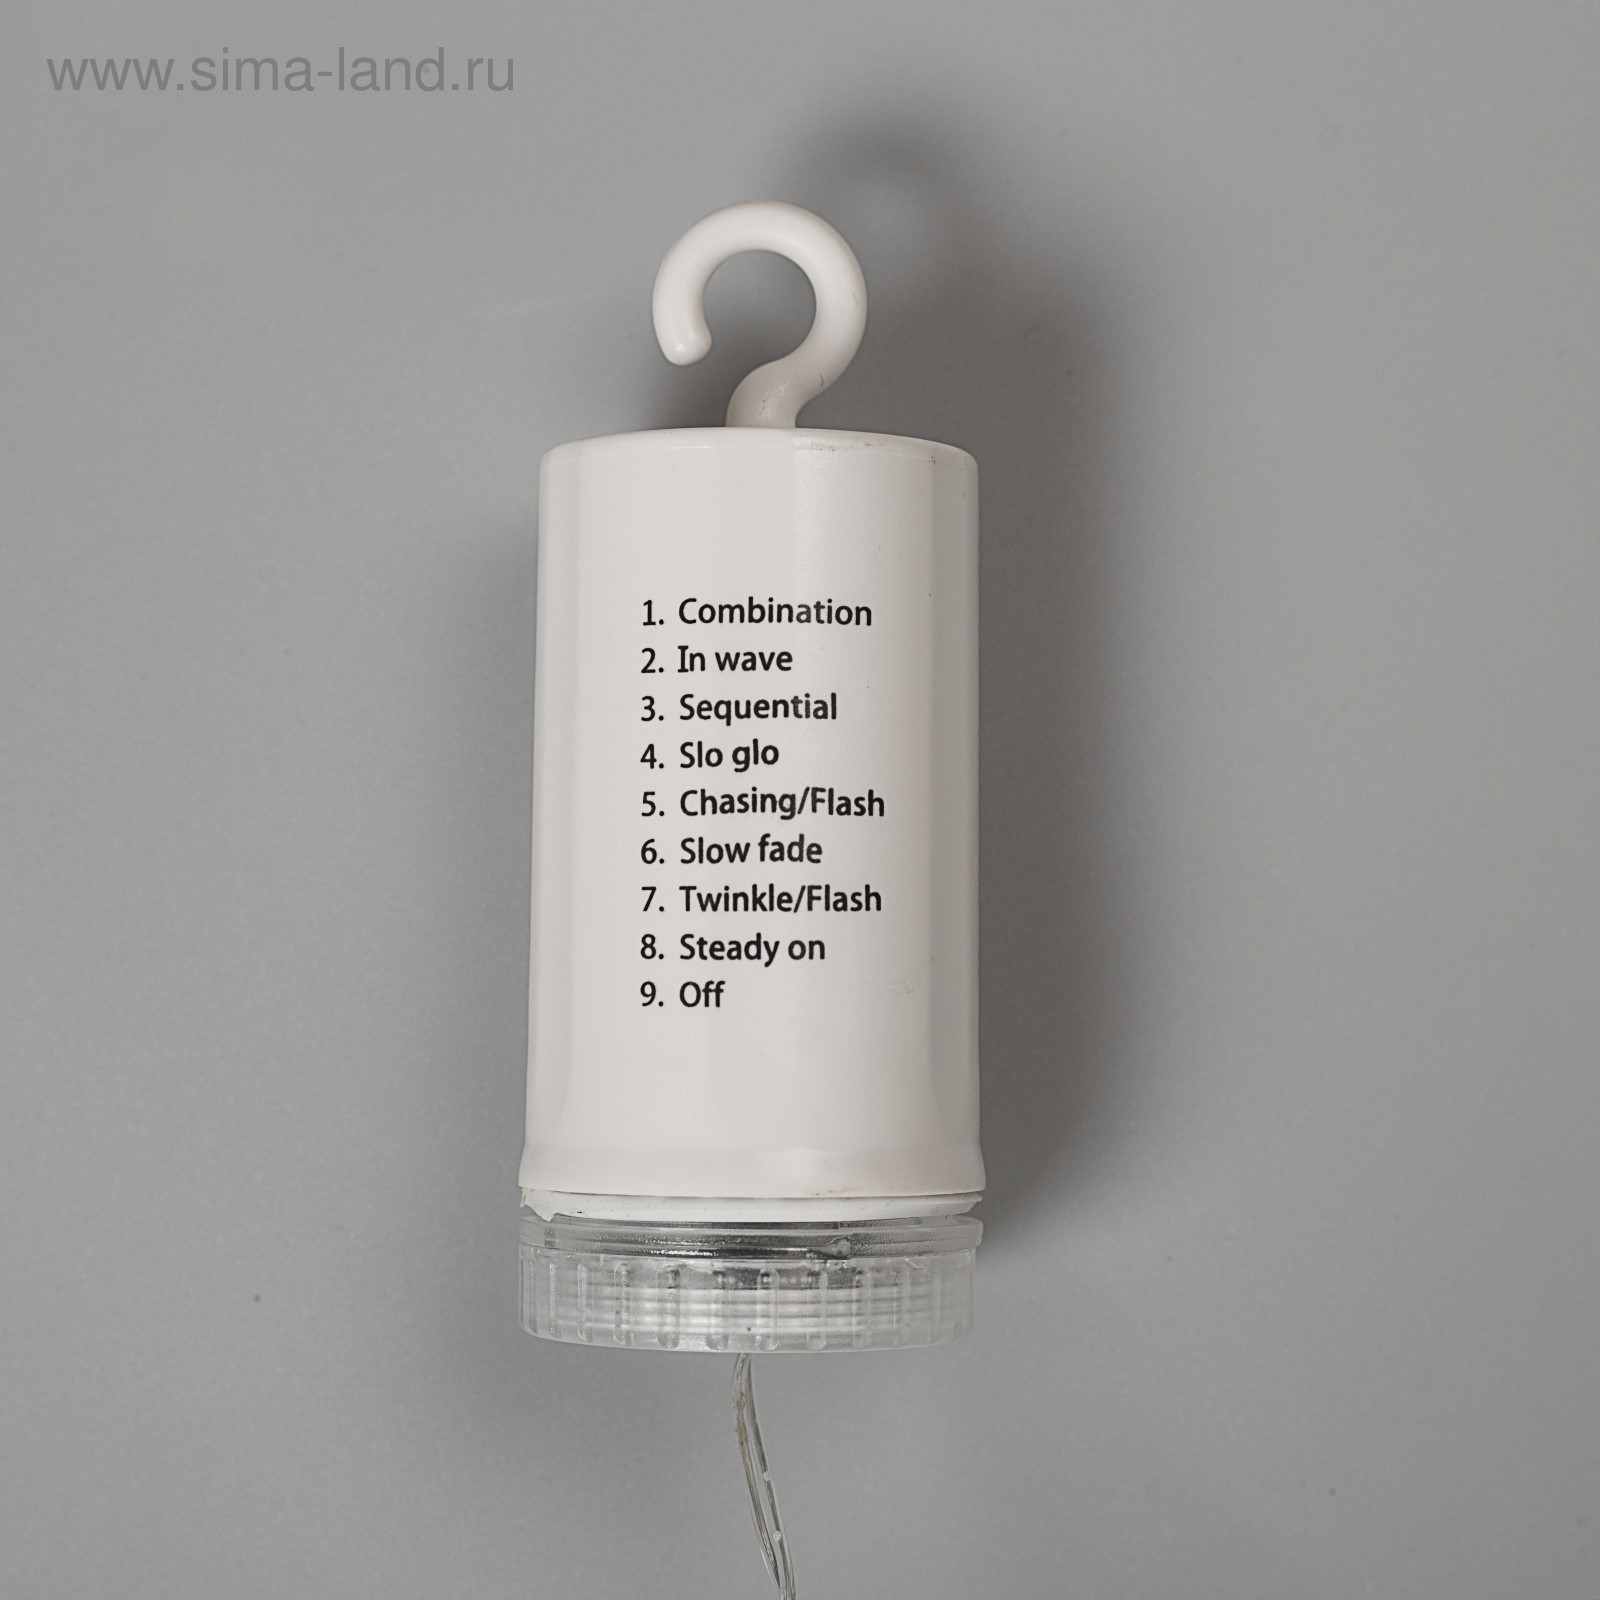 www.sima-land.ru
1. Combination
2. In wave
3. Sequential
4. Slo glo
5. Chasing/Flash
6. Slow fade
7. Twinkle/Flash
8. Steady on
9. Off